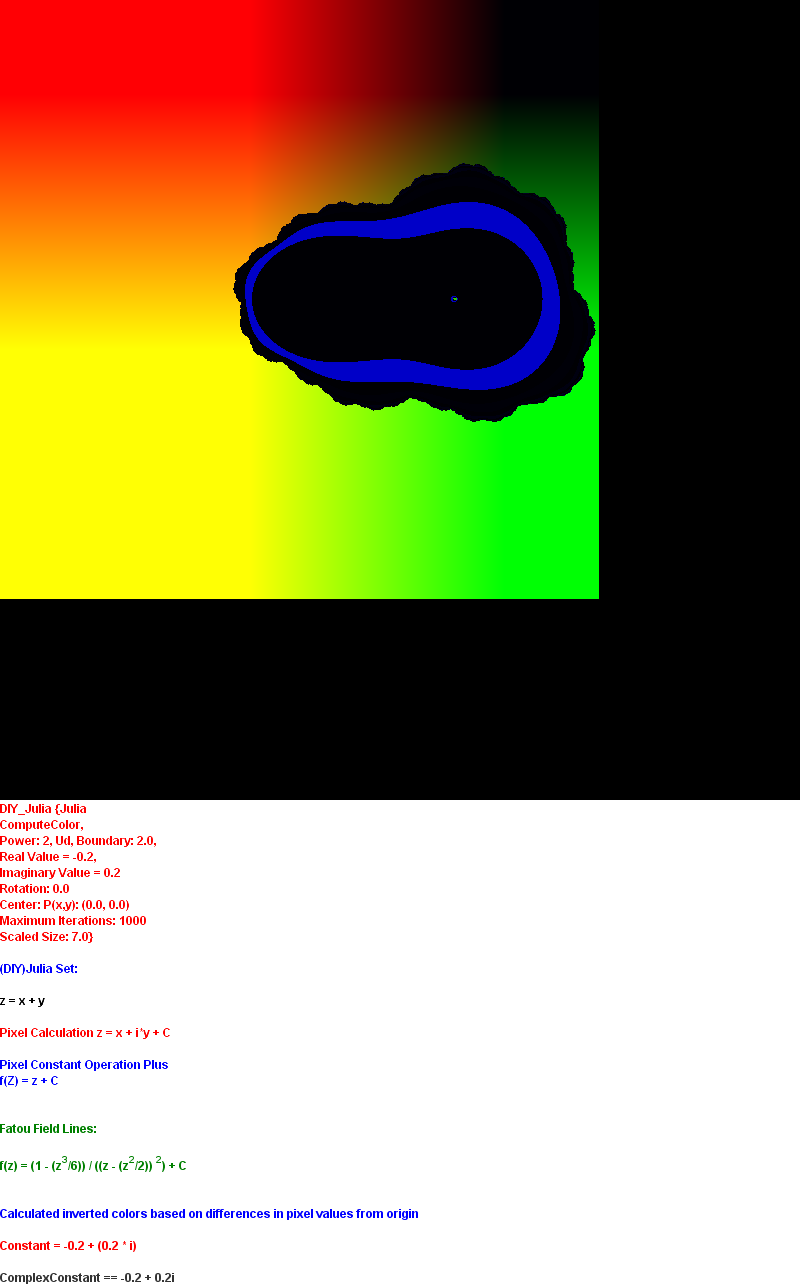 DIY_Julia {Julia
ComputeColor,
Power: 2, Ud, Boundary: 2.0,
Real Value = -0.2,
Imaginary Value = 0.2
Rotation: 0.0
Center: P(x,y): (0.0, 0.0)
Maximum Iterations: 1000
Scaled Size: 7.0}
(DIY)Julia Set:
z = x + y
Pixel Calculation z = x + i*y + C
Pixel Constant Operation Plus
f(Z) = z + C
Fatou Field Lines:
f(z) = (1 - (z^3/6)) / ((z - (z^2/2)) ^2) + C
Calculated inverted colors based on differences in pixel values from origin
Constant = -0.2 + (0.2 * i)
ComplexConstant == -0.2 + 0.2i